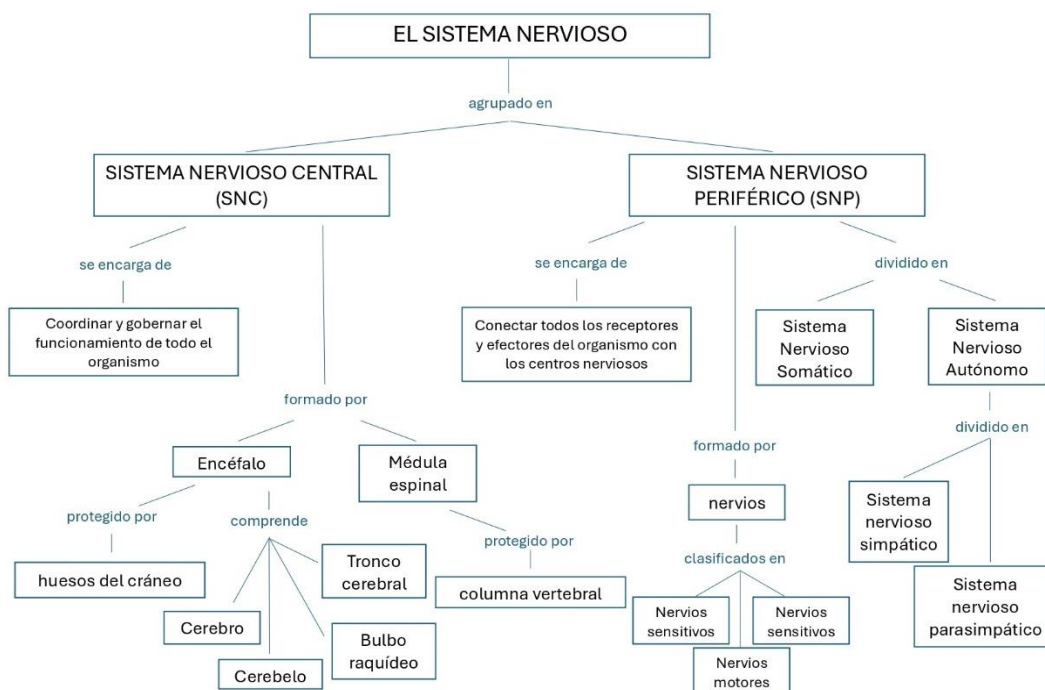 EL SISTEMA NERVIOSO
agrupado en
SISTEMA NERVIOSO CENTRAL
(SNC)
SISTEMA NERVIOSO
PERIFÉRICO (SNP)
se encarga de
se encarga de
dividido en
Coordinar y gobernar el
funcionamiento de todo el
organismo
Conectar todos los receptores
y efectores del organismo con
los centros nerviosos
Sistema
Nervioso
Somático
Sistema
Nervioso
Autónomo
formado por
Encéfalo
Médula
espinal
formado por
dividido en
protegido por
comprende
nervios
Sistema
nervioso
simpático
huesos del cráneo
Tronco
cerebral
protegido por
columna vertebral
clasificados en
Sistema
nervioso
parasimpático
Cerebro
Cerebelo
Bulbo
raquídeo
Nervios
sensitivos
Nervios
motores
Nervios
sensitivos